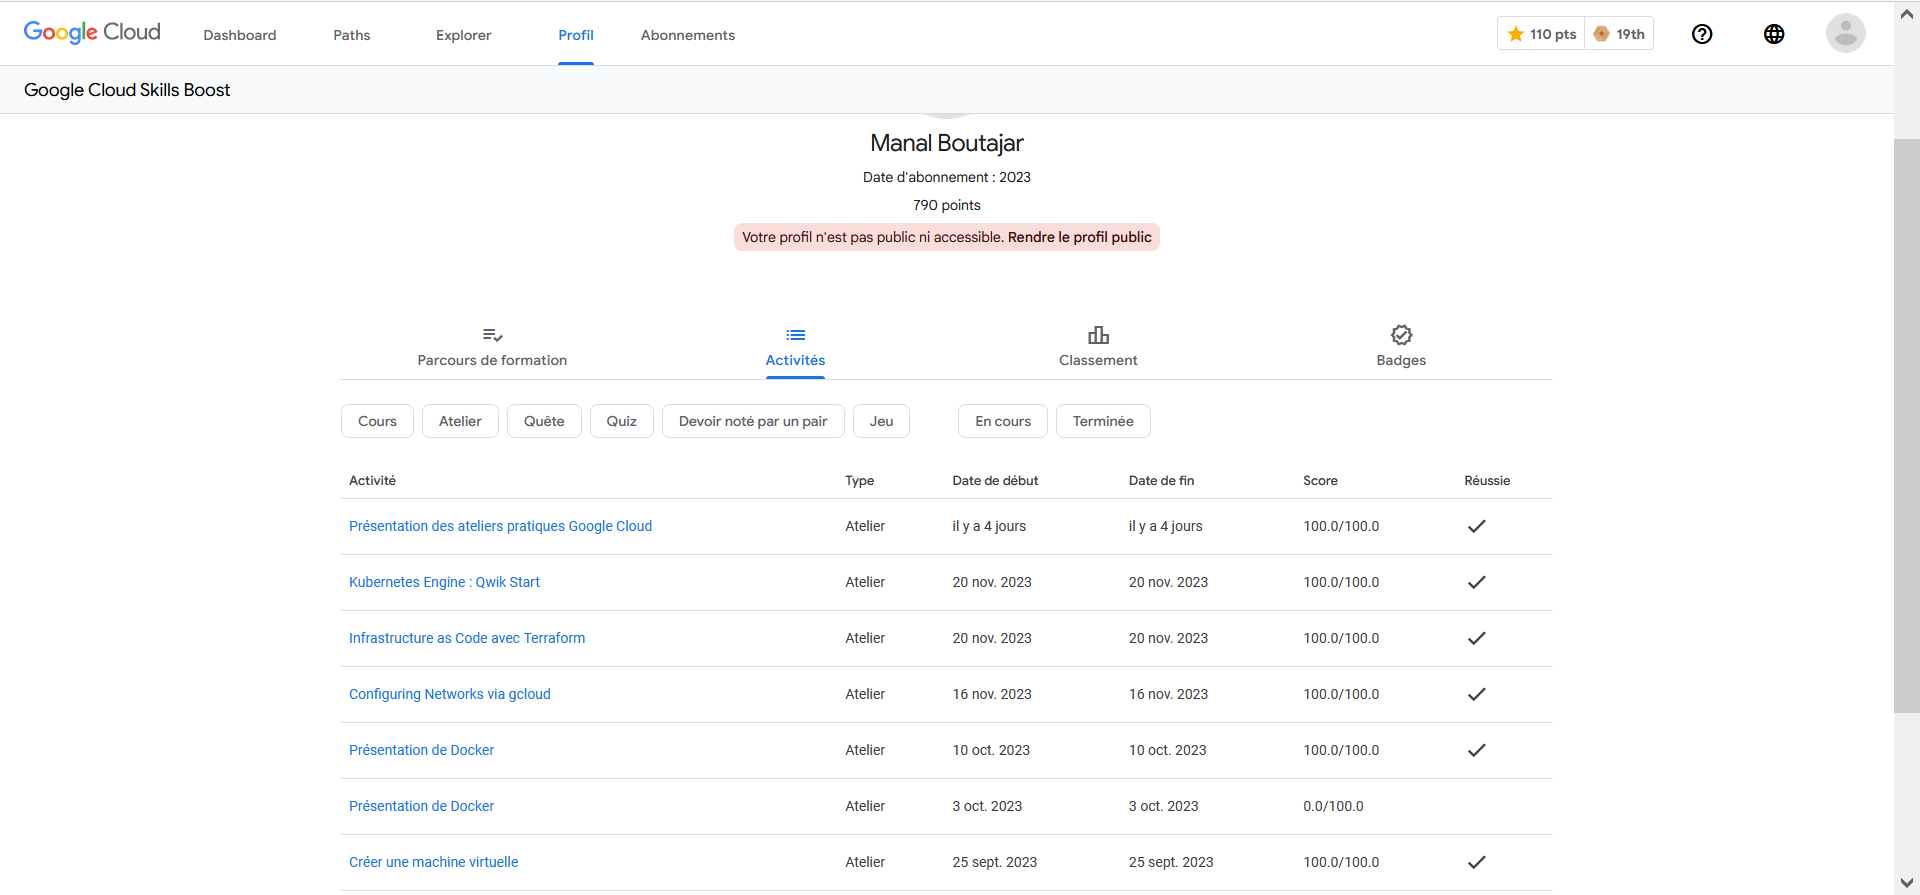 Google Cloud Dashboard Paths Explorer Profil Abonnements 110 pts 19th
Google Cloud Skills Boost
Manal Boutajar
Date d'abonnement : 2023
790 points
Votre profil n'est pas public ni accessible. Rendre le profil public
Parcours de formation Activités Classement Badges
Cours Atelier Quête Quiz Devoir noté par un pair Jeu En cours Terminée
Activité Type Date de début Date de fin Score Réussie
Présentation des ateliers pratiques Google Cloud Atelier il y a 4 jours il y a 4 jours 100.0/100.0
Kubernetes Engine : Qwik Start Atelier 20 nov. 2023 20 nov. 2023 100.0/100.0
Infrastructure as Code avec Terraform Atelier 20 nov. 2023 20 nov. 2023 100.0/100.0
Configuring Networks via gcloud Atelier 16 nov. 2023 16 nov. 2023 100.0/100.0
Présentation de Docker Atelier 10 oct. 2023 10 oct. 2023 100.0/100.0
Présentation de Docker Atelier 3 oct. 2023 3 oct. 2023 0.0/100.0
Créer une machine virtuelle Atelier 25 sept. 2023 25 sept. 2023 100.0/100.0